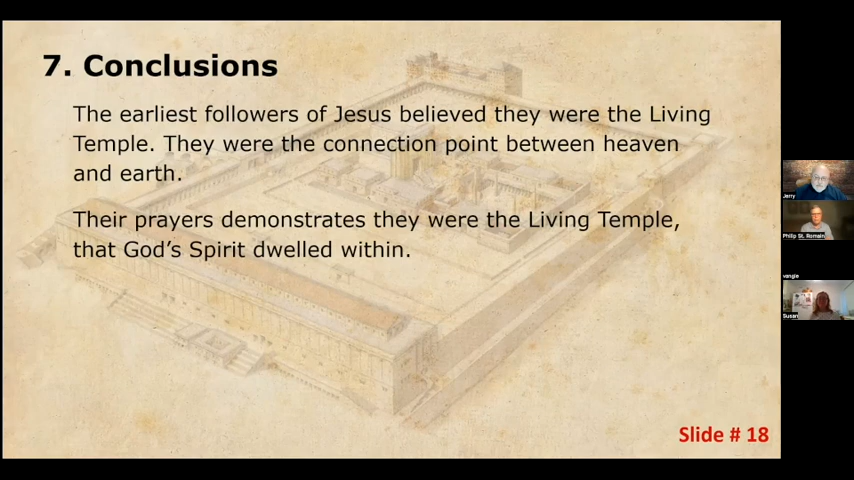 7. Conclusions
The earliest followers of Jesus believed they were the Living
Temple. They were the connection point between heaven
and earth.
Their prayers demonstrates they were the Living Temple,
that God’s Spirit dwelled within.
Slide # 18
Jerry
Philip St. Romain
vangie
Susan